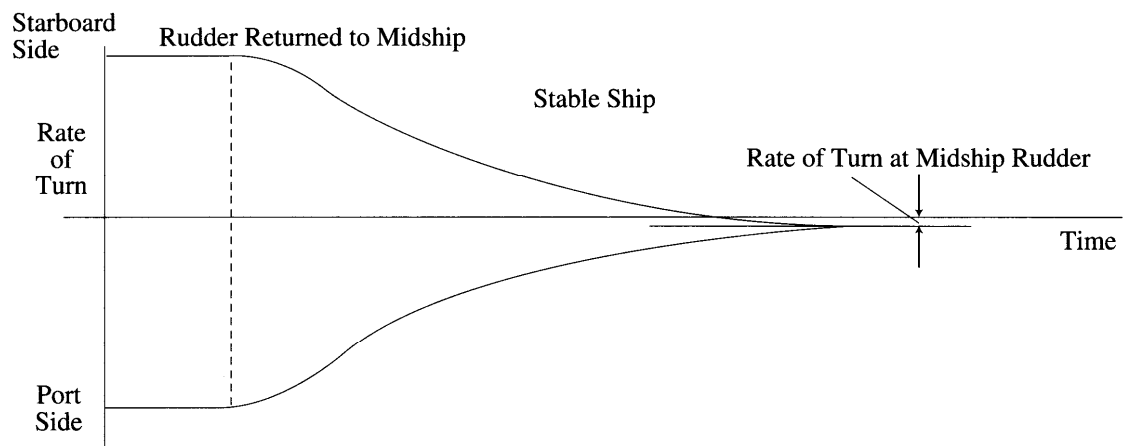 Starboard
Side
Rudder Returned to Midship
Stable Ship
Rate
of
Turn
Rate of Turn at Midship Rudder
Time
Port
Side